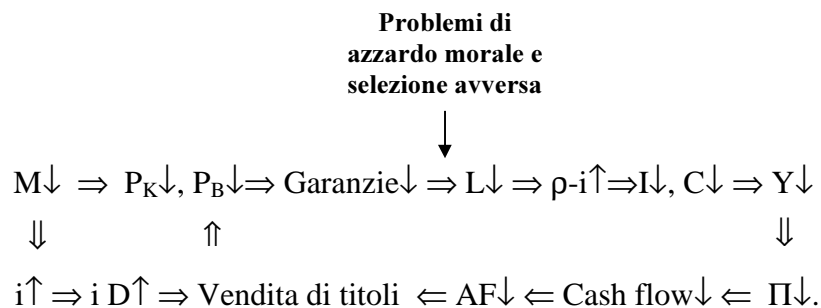 Problemi di
azzardo morale e
selezione avversa
↓
M↓ ⇒ P_K↓, P_B↓⇒ Garanzie↓ ⇒L↓ ⇒ρ-i↑⇒I↓, C↓ ⇒ Y↓
⇓ ⇑ ⇓
i↑ ⇒ i D↑ ⇒ Vendita di titoli ⇐ AF↓ ⇐ Cash flow↓ ⇐ Π↓.